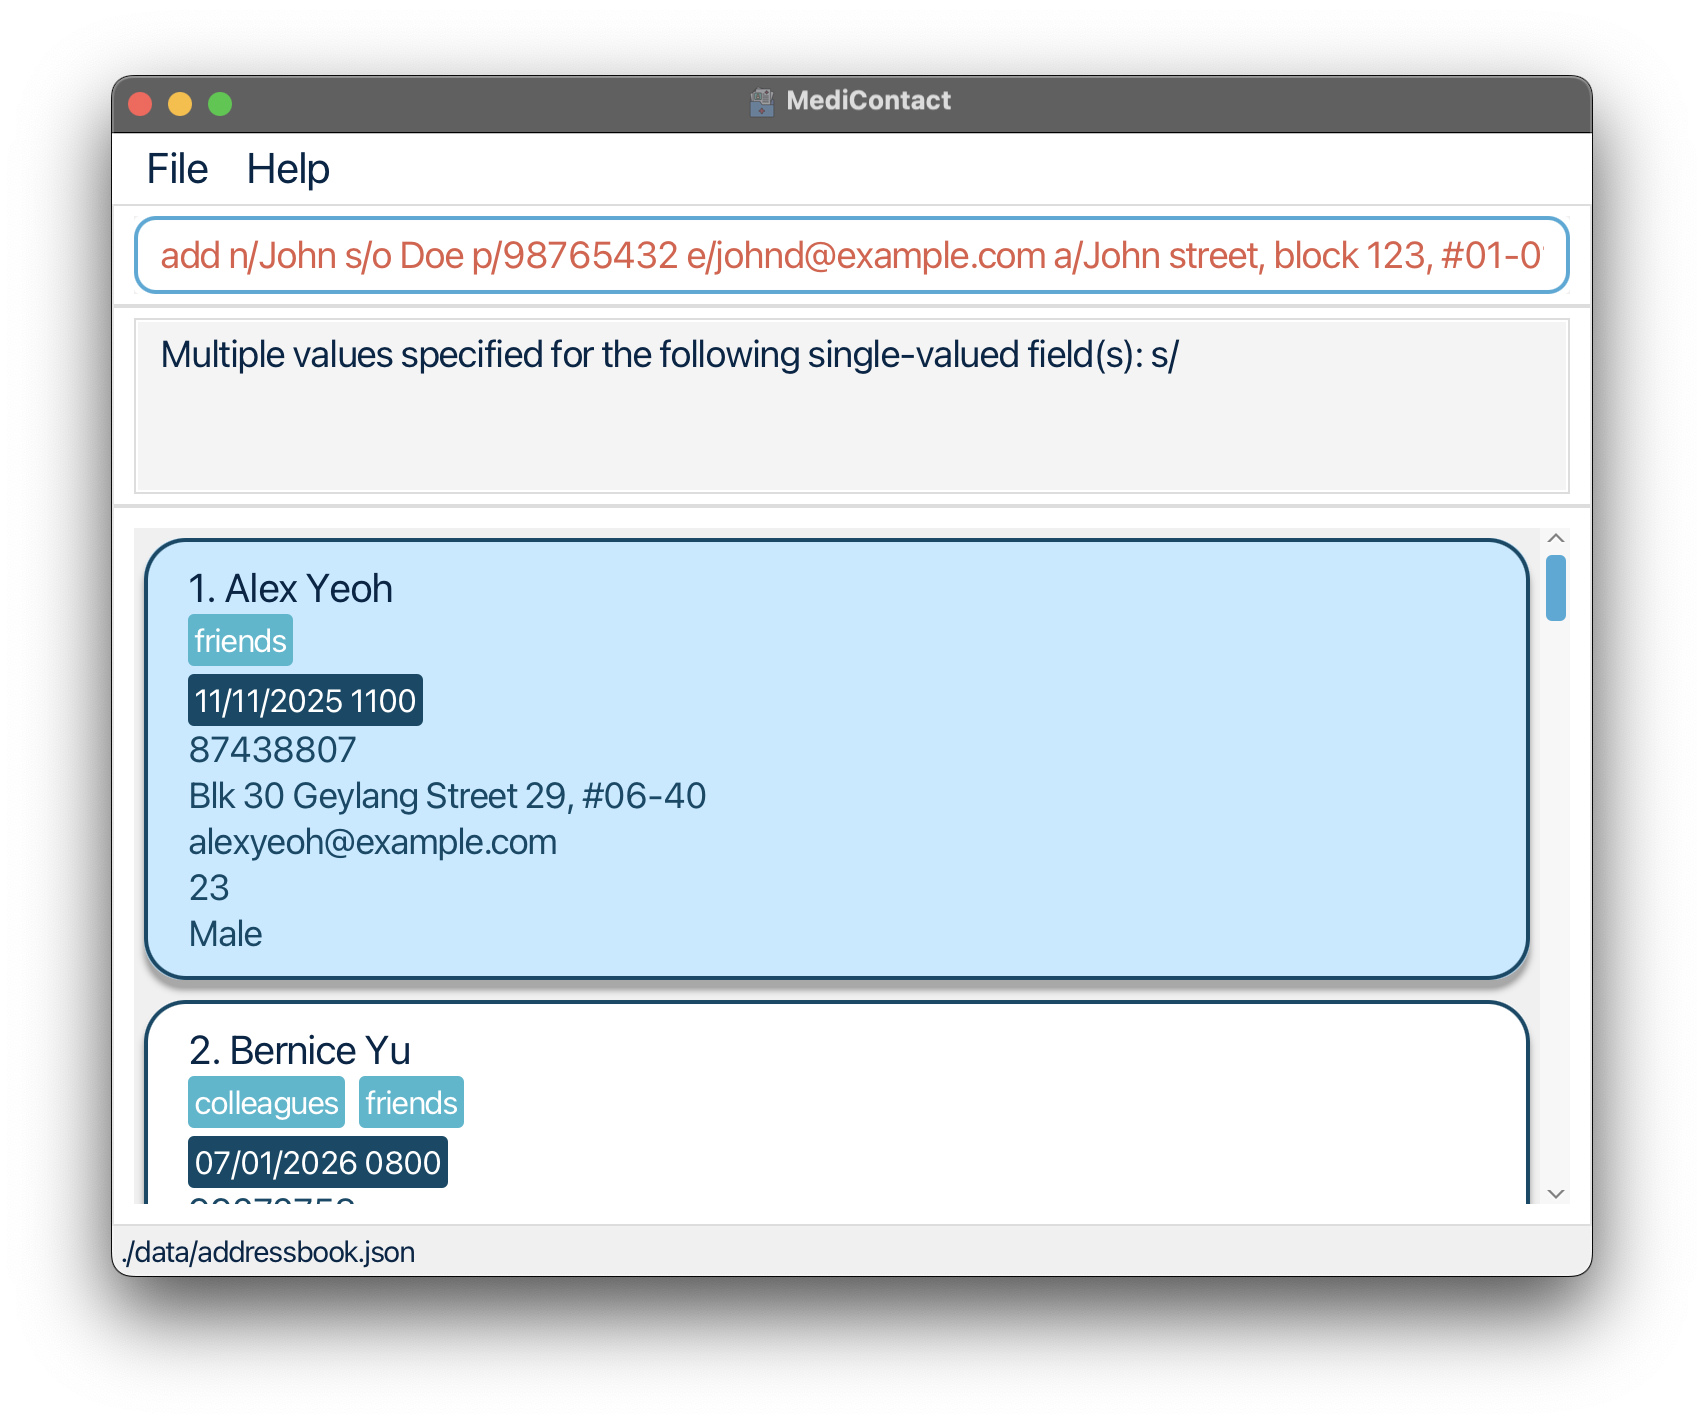 MediContact
File Help
add n/John s/o Doe p/98765432 e/johnd@example.com a/John street, block 123, #01-0
Multiple values specified for the following single-valued field(s): s/
1. Alex Yeoh
friends
11/11/2025 1100
87438807
Blk 30 Geylang Street 29, #06-40
alexyeoh@example.com
23
Male
2. Bernice Yu
colleagues friends
07/01/2026 0800
./data/addressbook.json